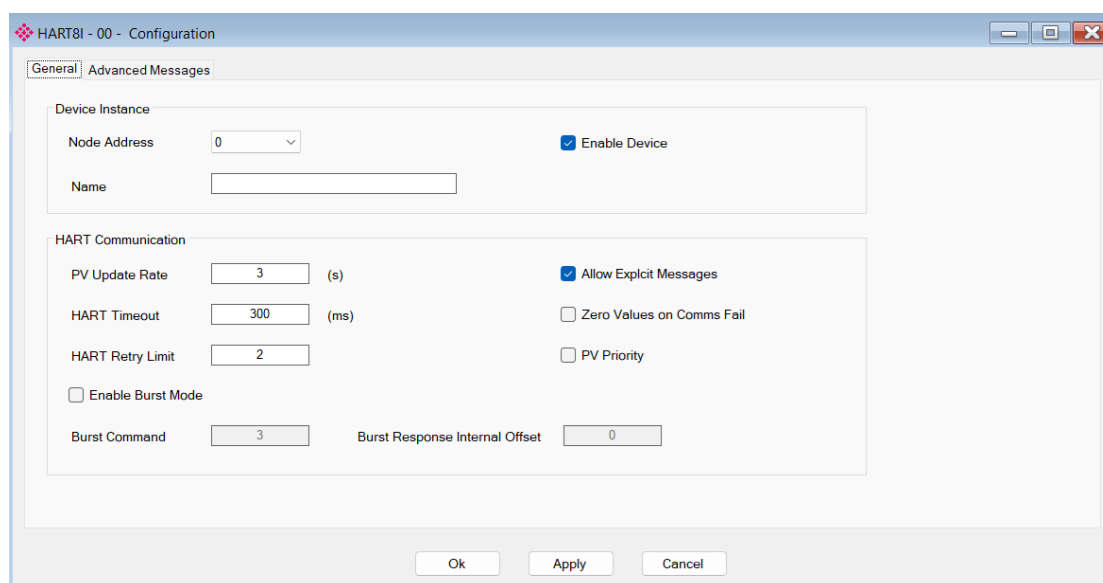 HART8I - 00 - Configuration
General Advanced Messages
Device Instance
Node Address 0 Enable Device
Name
HART Communication
PV Update Rate 3 (s) Allow Explcit Messages
HART Timeout 300 (ms) Zero Values on Comms Fail
HART Retry Limit 2 PV Priority
Enable Burst Mode
Burst Command 3 Burst Response Internal Offset 0
Ok Apply Cancel